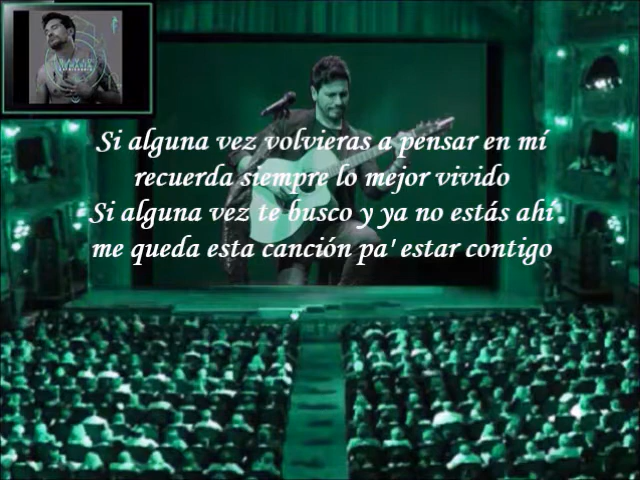 Si alguna vez volvieras a pensar en mí
recuerda siempre lo mejor vivido
Si alguna vez te busco y ya no estás ahí
me queda esta canción pa' estar contigo